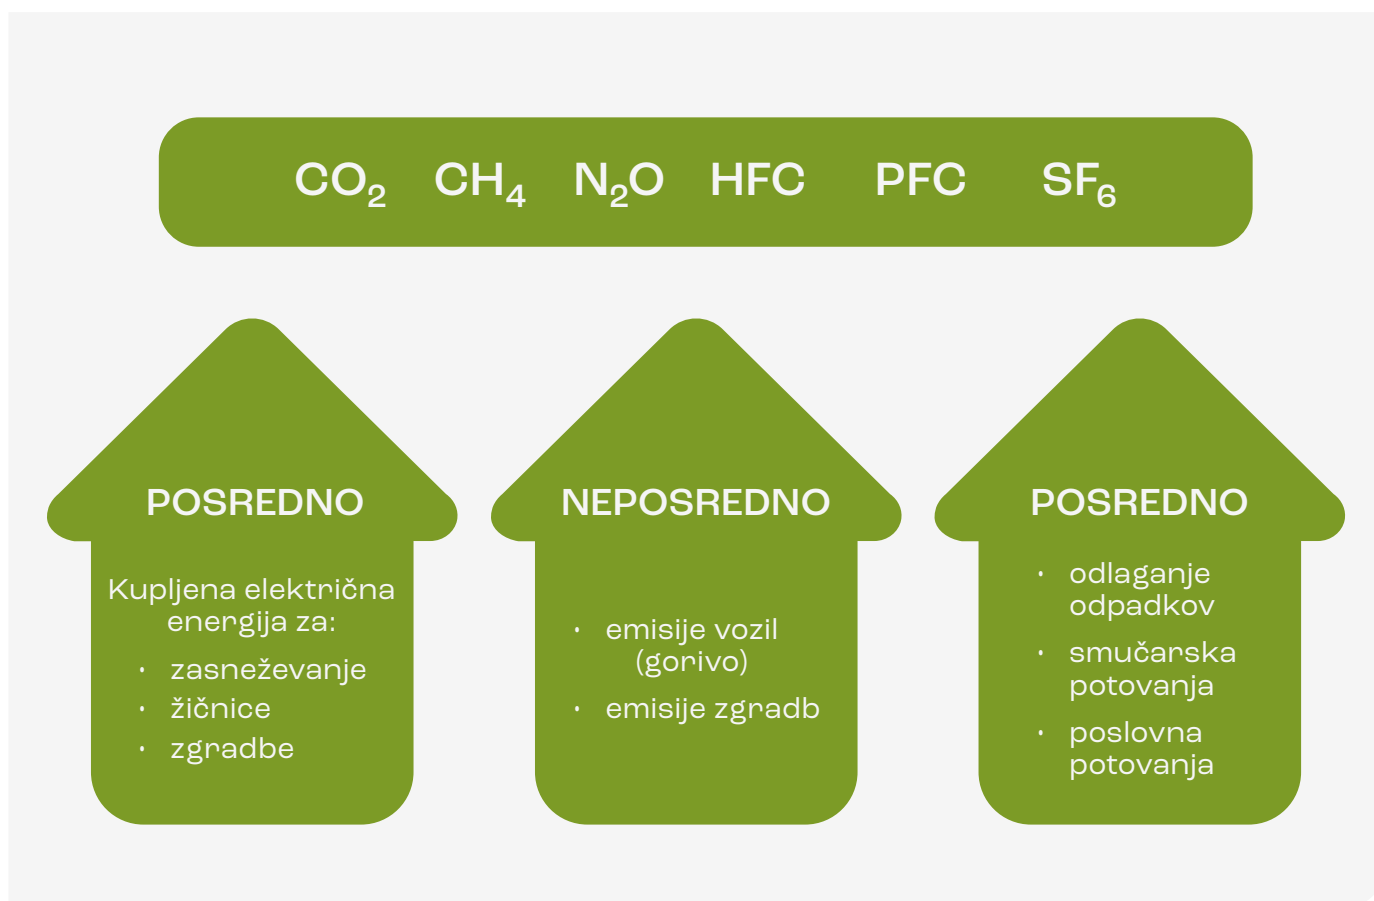 CO₂ CH₄ N₂O HFC PFC SF₆
POSREDNO
Kupljena električna
energija za:
· zasneževanje
· žičnice
· zgradbe
NEPOSREDNO
· emisije vozil
(gorivo)
· emisije zgradb
POSREDNO
· odlaganje
odpadkov
· smučarska
potovanja
· poslovna
potovanja